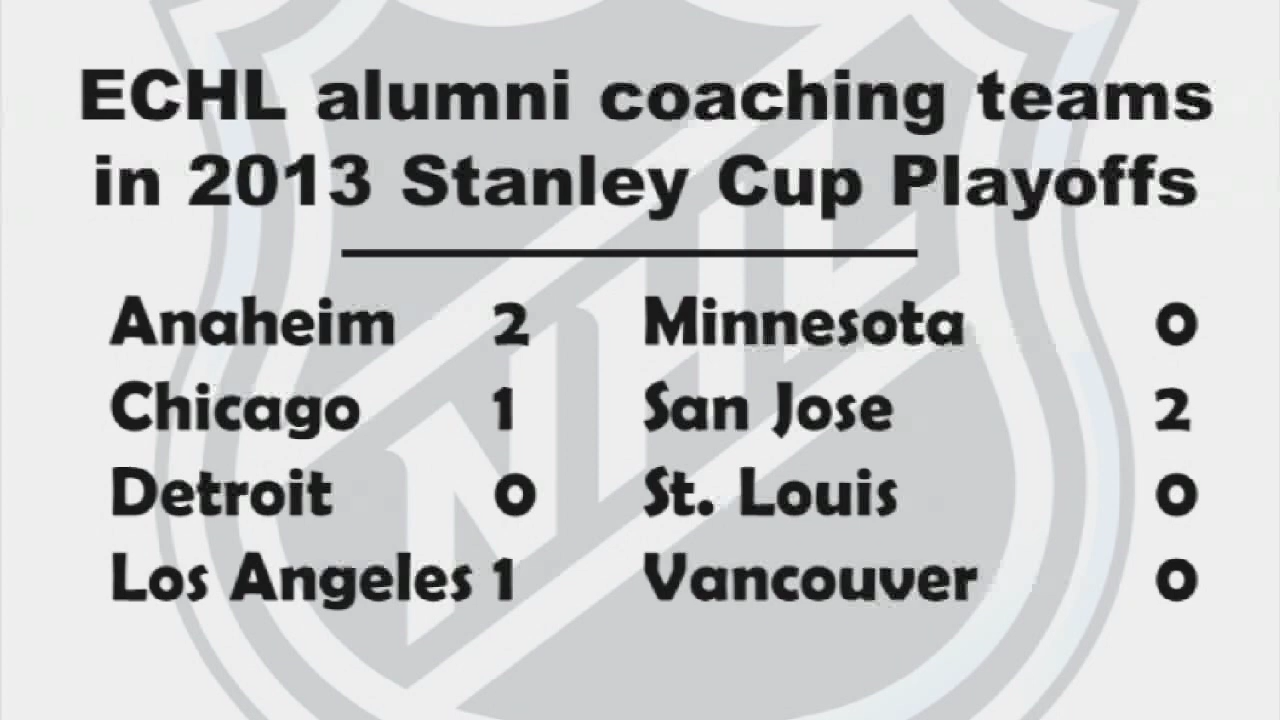 ECHL alumni coaching teams
in 2013 Stanley Cup Playoffs
Anaheim 2 Minnesota 0
Chicago 1 San Jose 2
Detroit 0 St. Louis 0
Los Angeles 1 Vancouver 0
NHL